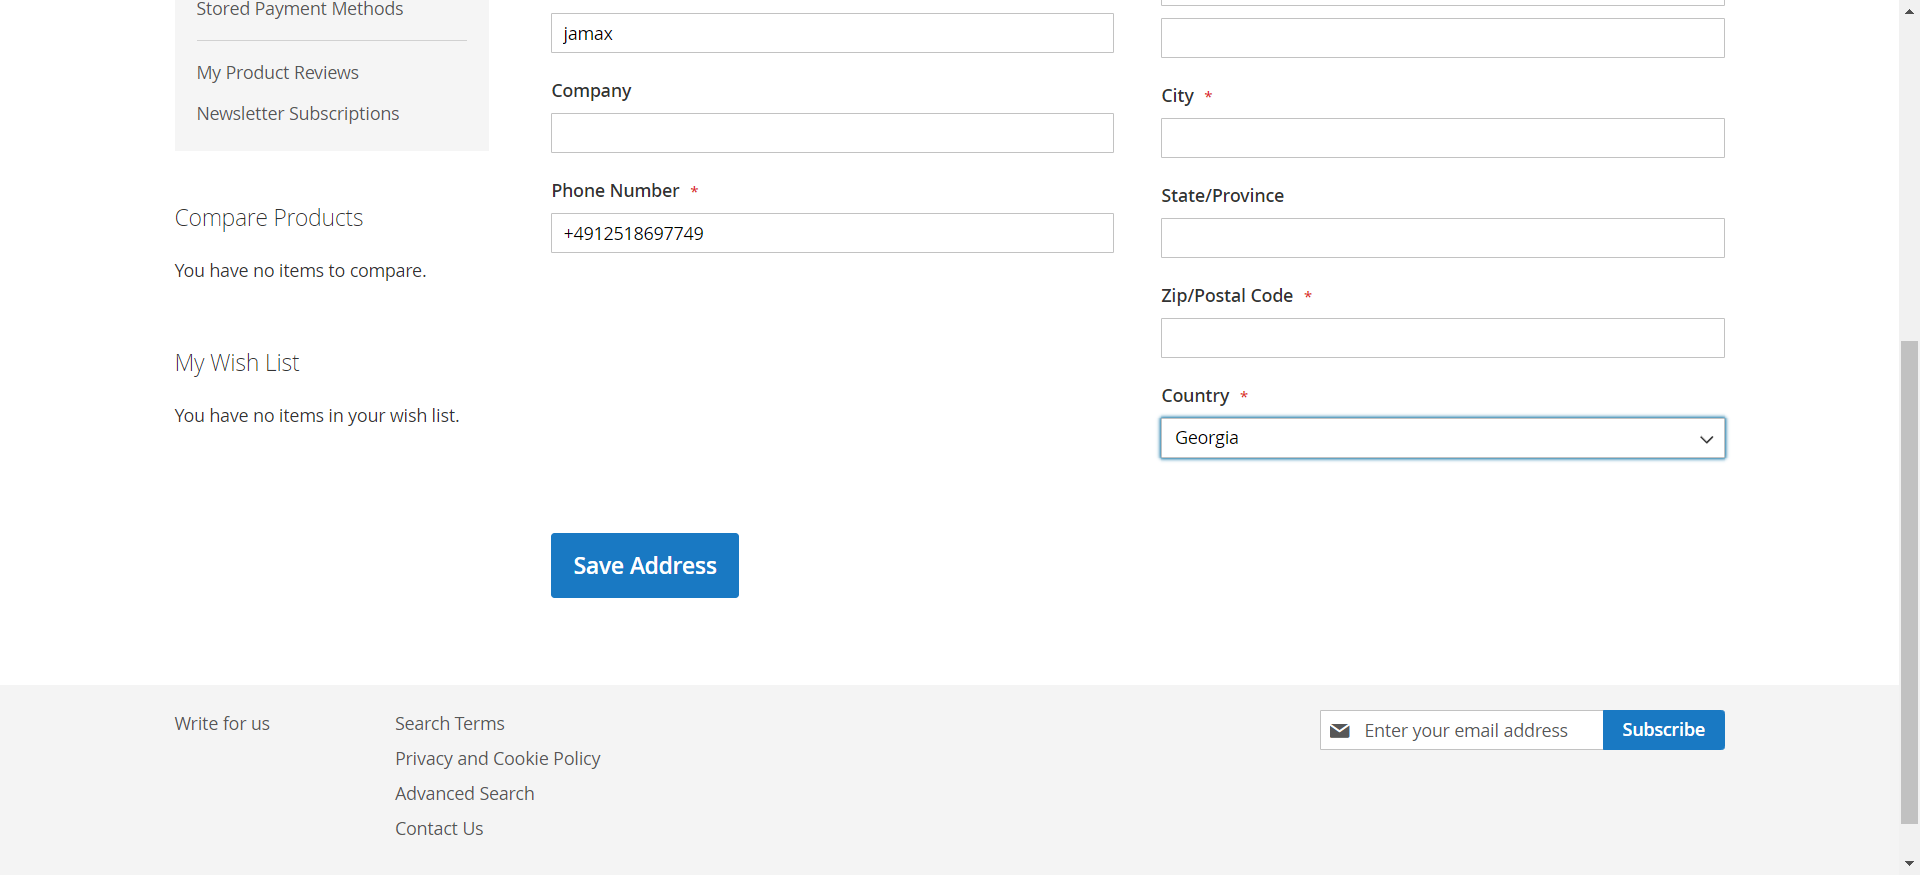 Stored Payment Methods
My Product Reviews
Newsletter Subscriptions
Compare Products
You have no items to compare.
My Wish List
You have no items in your wish list.
jamax
Company
Phone Number *
+4912518697749
City *
State/Province
Zip/Postal Code *
Country *
Georgia
Save Address
Write for us
Search Terms
Privacy and Cookie Policy
Advanced Search
Contact Us
Enter your email address
Subscribe